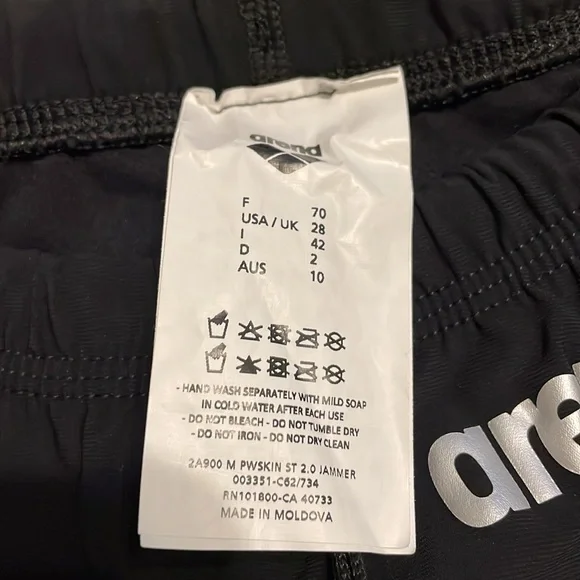 arena
F 70
USA / UK 28
I 42
D 2
AUS 10
- HAND WASH SEPARATELY WITH MILD SOAP
IN COLD WATER AFTER EACH USE
- DO NOT BLEACH - DO NOT TUMBLE DRY
- DO NOT IRON - DO NOT DRY CLEAN
2A900 M PWSKIN ST 2.0 JAMMER
003351-C62/734
RN101800-CA 40733
MADE IN MOLDOVA
are